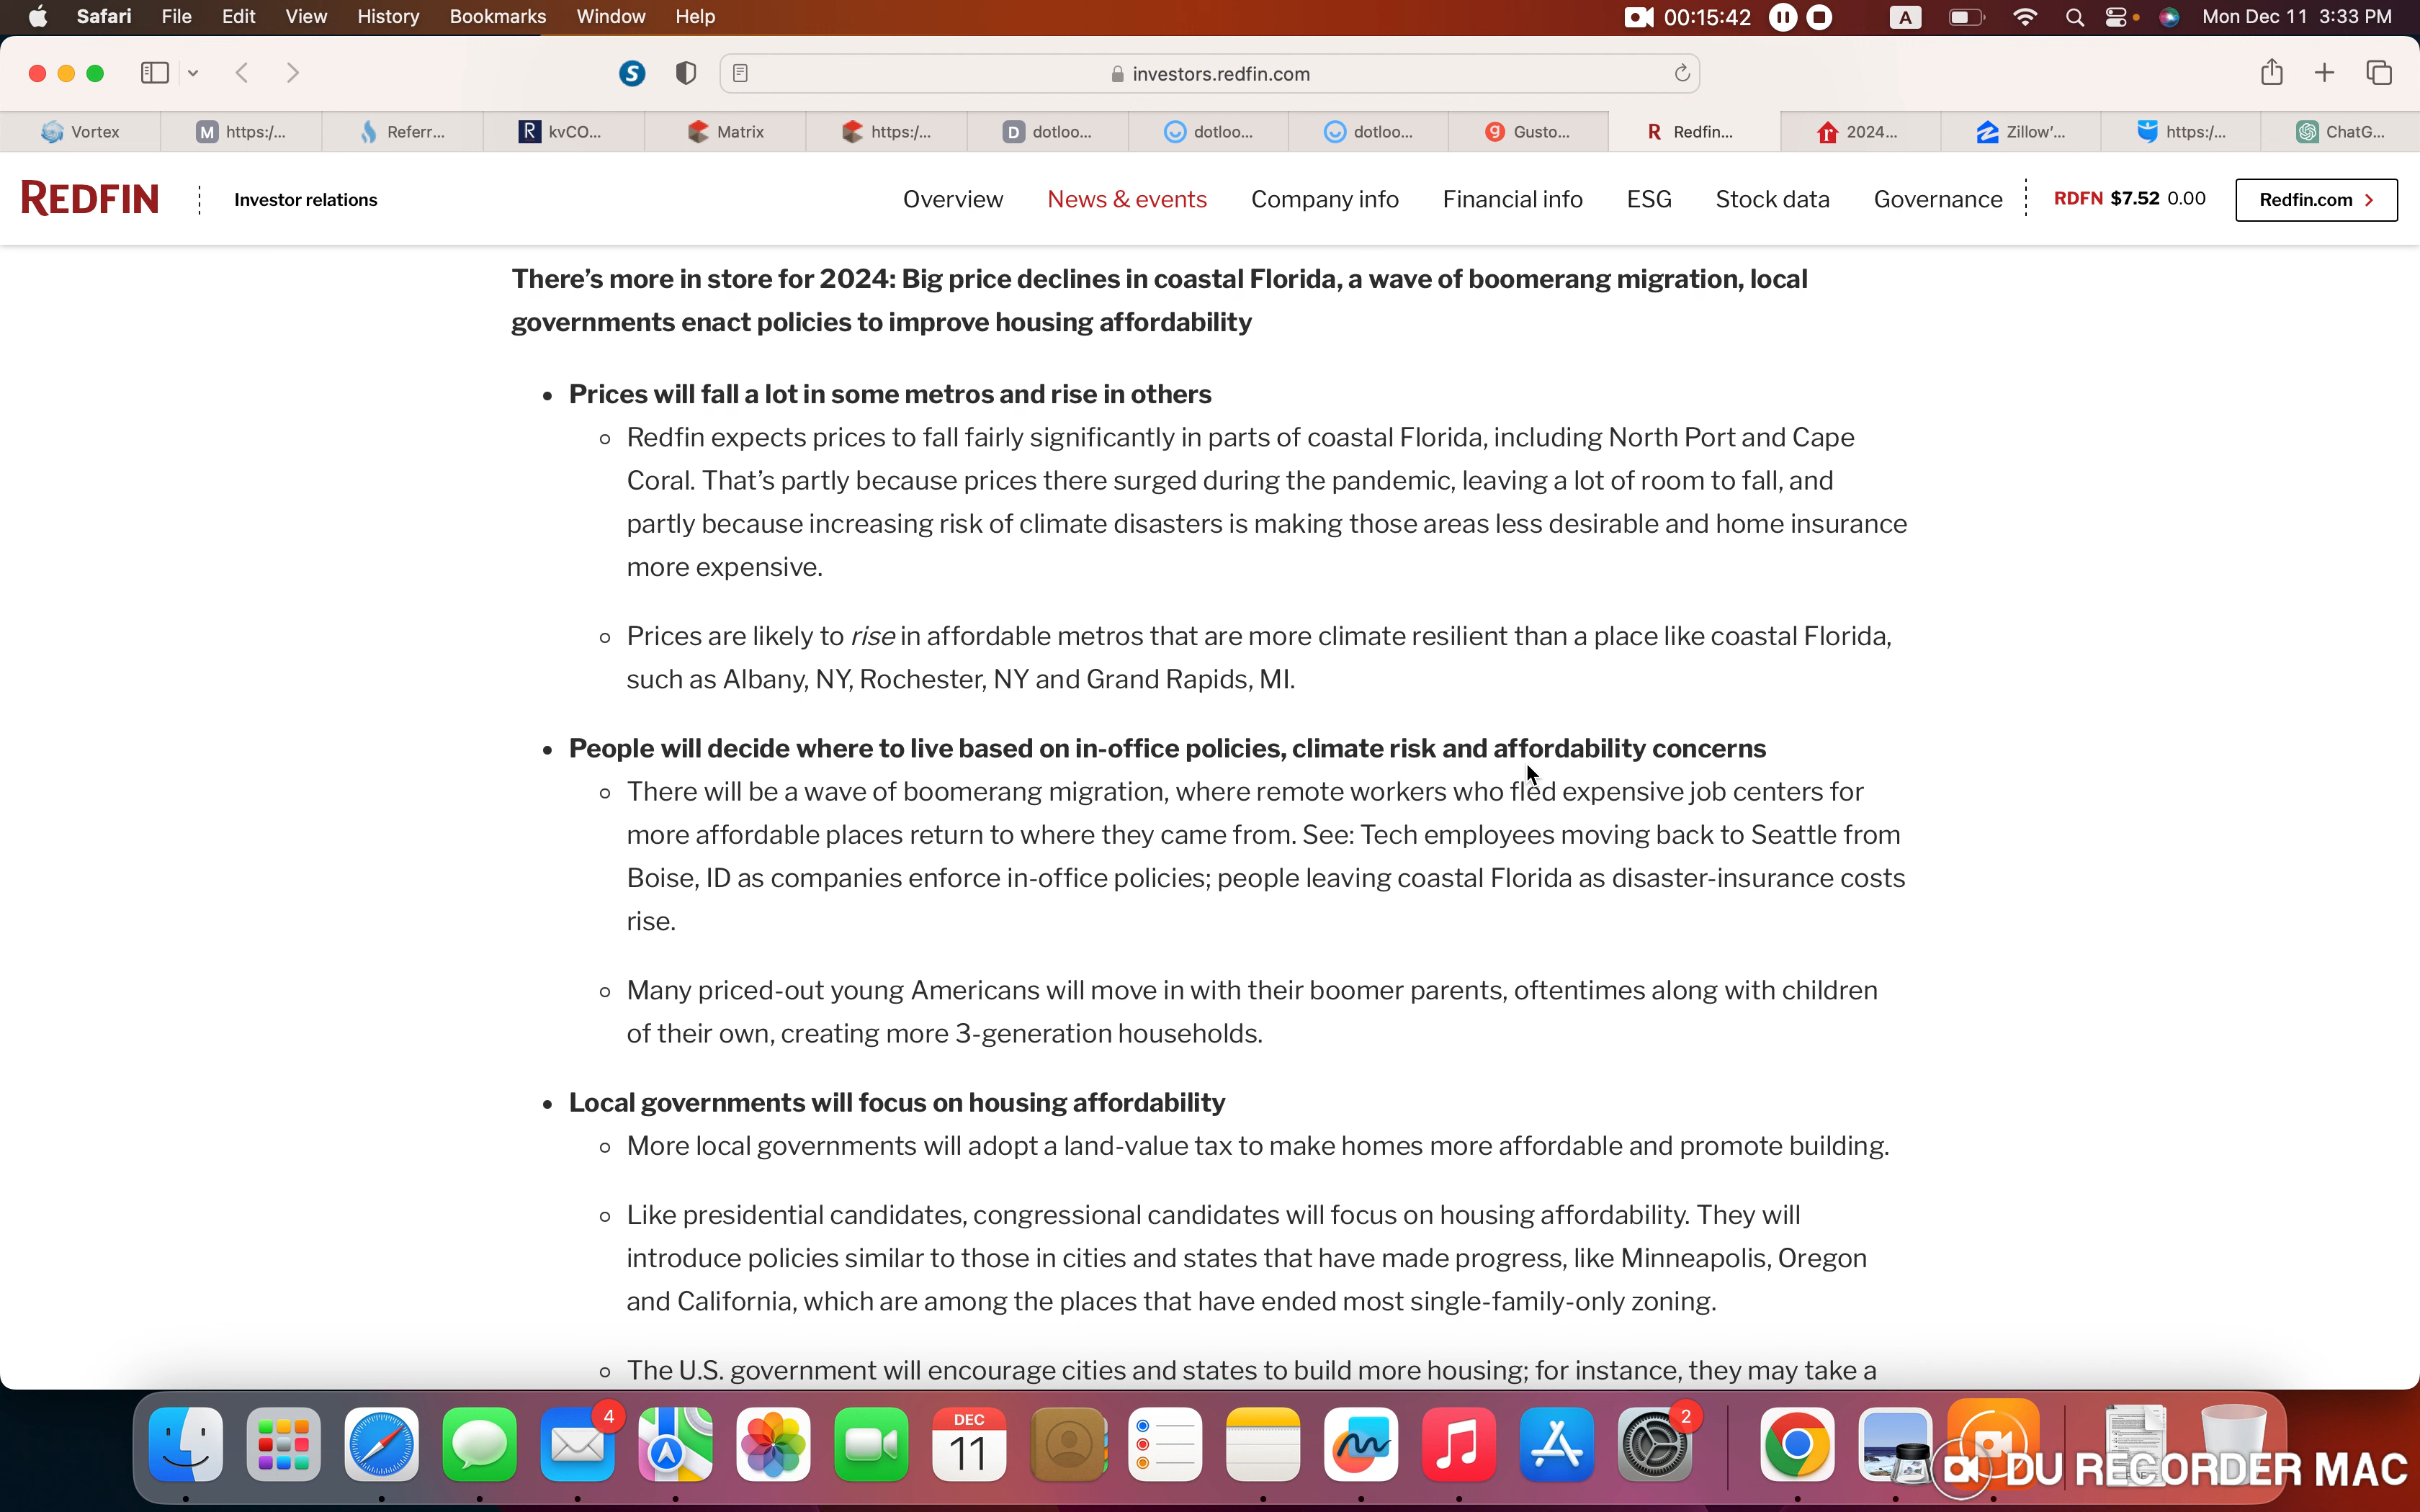 Safari File Edit View History Bookmarks Window Help 00:15:42 A Mon Dec 11 3:33 PM
S investors.redfin.com
Vortex M https:/... Referr... R kvCO... Matrix https:/... D dotloo... dotloo... dotloo... g Gusto... R Redfin... r 2024... Zillow'... https:/... ChatG...
REDFIN Investor relations Overview News & events Company info Financial info ESG Stock data Governance RDFN $7.52 0.00 Redfin.com >
There's more in store for 2024: Big price declines in coastal Florida, a wave of boomerang migration, local
governments enact policies to improve housing affordability
• Prices will fall a lot in some metros and rise in others
○ Redfin expects prices to fall fairly significantly in parts of coastal Florida, including North Port and Cape
Coral. That's partly because prices there surged during the pandemic, leaving a lot of room to fall, and
partly because increasing risk of climate disasters is making those areas less desirable and home insurance
more expensive.
○ Prices are likely to rise in affordable metros that are more climate resilient than a place like coastal Florida,
such as Albany, NY, Rochester, NY and Grand Rapids, MI.
• People will decide where to live based on in-office policies, climate risk and affordability concerns
○ There will be a wave of boomerang migration, where remote workers who fled expensive job centers for
more affordable places return to where they came from. See: Tech employees moving back to Seattle from
Boise, ID as companies enforce in-office policies; people leaving coastal Florida as disaster-insurance costs
rise.
○ Many priced-out young Americans will move in with their boomer parents, oftentimes along with children
of their own, creating more 3-generation households.
• Local governments will focus on housing affordability
○ More local governments will adopt a land-value tax to make homes more affordable and promote building.
○ Like presidential candidates, congressional candidates will focus on housing affordability. They will
introduce policies similar to those in cities and states that have made progress, like Minneapolis, Oregon
and California, which are among the places that have ended most single-family-only zoning.
○ The U.S. government will encourage cities and states to build more housing; for instance, they may take a
4 DEC 11 2
DU RECORDER MAC